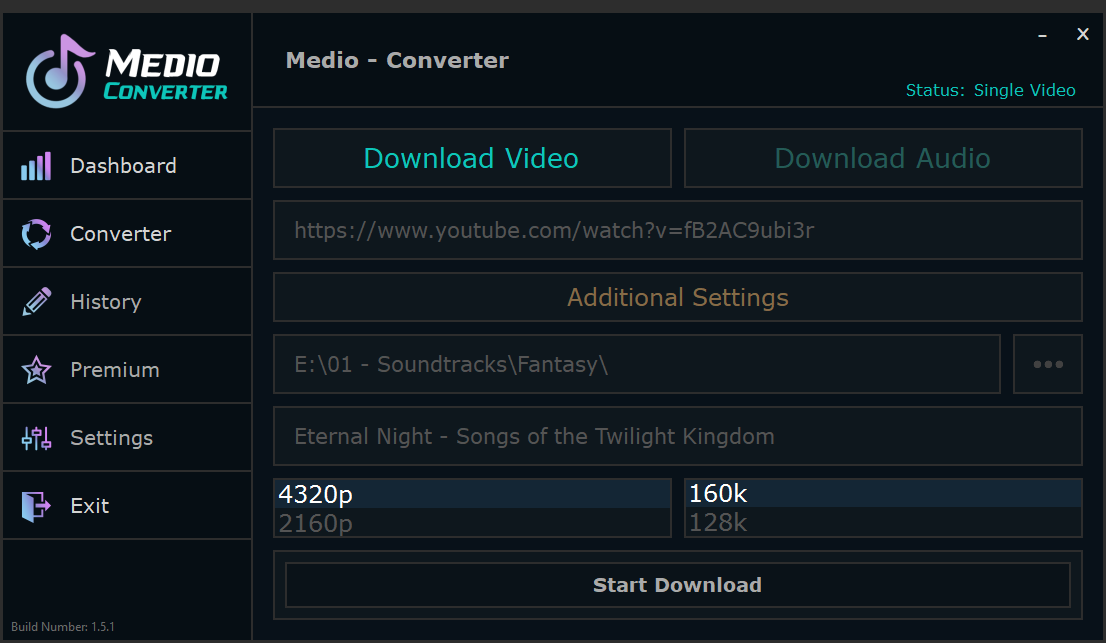 MEDIO
CONVERTER
Medio - Converter
Status: Single Video
Dashboard
Converter
History
Premium
Settings
Exit
Build Number: 1.5.1
Download Video
Download Audio
https://www.youtube.com/watch?v=fB2AC9ubi3r
Additional Settings
E:\01 - Soundtracks\Fantasy\
Eternal Night - Songs of the Twilight Kingdom
4320p
2160p
160k
128k
Start Download